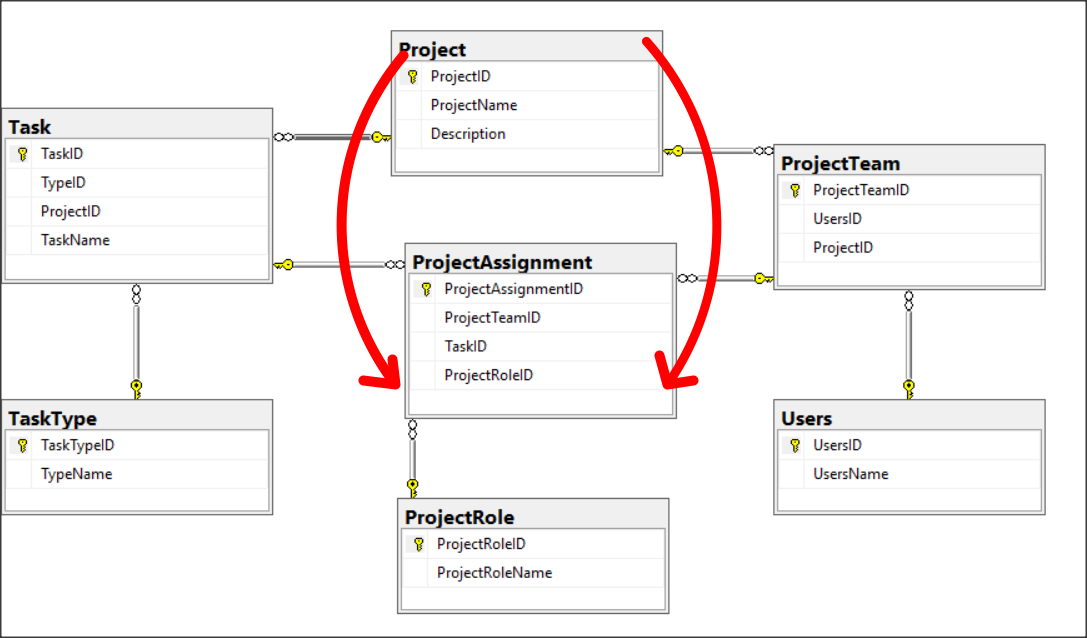 Project
ProjectID
ProjectName
Description
Task
TaskID
TypeID
ProjectID
TaskName
ProjectTeam
ProjectTeamID
UsersID
ProjectID
ProjectAssignment
ProjectAssignmentID
ProjectTeamID
TaskID
ProjectRoleID
TaskType
TaskTypeID
TypeName
Users
UsersID
UsersName
ProjectRole
ProjectRoleID
ProjectRoleName